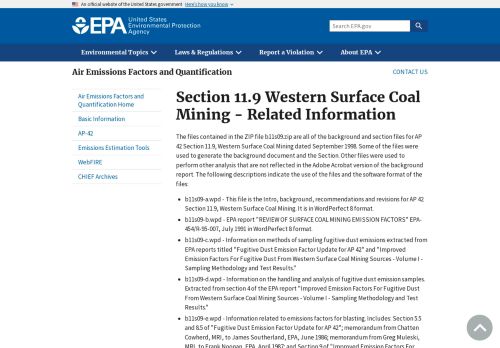 An official website of the United States government Here's how you know
EPA United States
Environmental Protection
Agency
Search EPA.gov
Environmental Topics Laws & Regulations Report a Violation About EPA
Air Emissions Factors and Quantification
CONTACT US
Air Emissions Factors and
Quantification Home
Basic Information
AP-42
Emissions Estimation Tools
WebFIRE
CHIEF Archives
Section 11.9 Western Surface Coal
Mining - Related Information
The files contained in the ZIP file b11s09.zip are all of the background and section files for AP
42 Section 11.9, Western Surface Coal Mining dated September 1998. Some of the files were
used to generate the background document and the Section. Other files were used to
perform other analysis that are not reflected in the Adobe Acrobat version of the background
report. The following descriptions indicate the use of the files and the software format of the
files:
b11s09-a.wpd - This file is the Intro, background, recommendations and revisions for AP 42
Section 11.9, Western Surface Coal Mining. It is in WordPerfect 8 format.
b11s09-b.wpd - EPA report "REVIEW OF SURFACE COAL MINING EMISSION FACTORS" EPA-
454/R-95-007, July 1991 in WordPerfect 8 format.
b11s09-c.wpd - Information on methods of sampling fugitive dust emissions extracted from
EPA reports titled "Fugitive Dust Emission Factor Update for AP 42" and "Improved
Emission Factors For Fugitive Dust From Western Surface Coal Mining Sources - Volume I -
Sampling Methodology and Test Results."
b11s09-d.wpd - Information on the handling and analysis of fugitive dust emission samples.
Extracted from section 4 of the EPA report "Improved Emission Factors For Fugitive Dust
From Western Surface Coal Mining Sources - Volume I - Sampling Methodology and Test
Results."
b11s09-e.wpd - Information related to emissions factors for blasting. Includes: Section 5.5
and 8.5 of "Fugitive Dust Emission Factor Update for AP 42"; memorandum from Chatten
Cowherd, MRI, to James Southerland, EPA, June 1986; memorandum from Greg Muleski,
MRI, to Frank Noonan, EPA, April 1987; and Section 9 of "Improved Emission Factors For